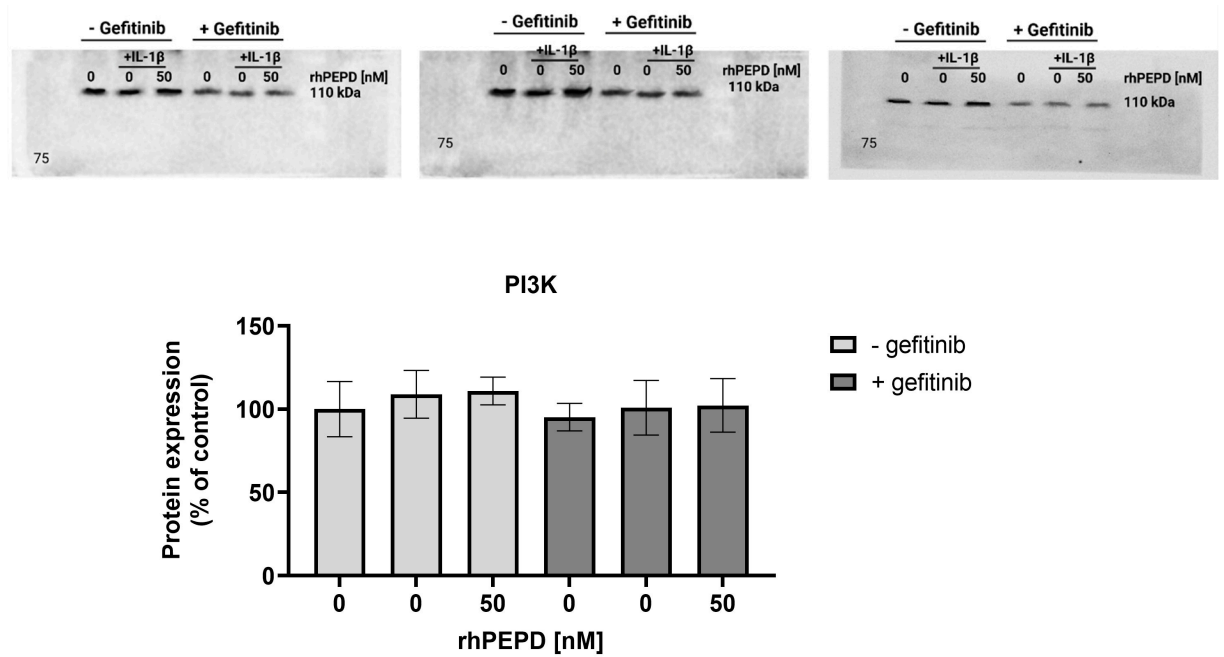 - Gefitinib + Gefitinib
+IL-1β +IL-1β
0 0 50 0 0 50 rhPEPD [nM]
110 kDa
75
- Gefitinib + Gefitinib
+IL-1β +IL-1β
0 0 50 0 0 50 rhPEPD [nM]
110 kDa
75
- Gefitinib + Gefitinib
+IL-1β +IL-1β
0 0 50 0 0 50 rhPEPD [nM]
110 kDa
75
PI3K
Protein expression
(% of control)
150
100
50
0
0 0 50 0 0 50
rhPEPD [nM]
- gefitinib
+ gefitinib